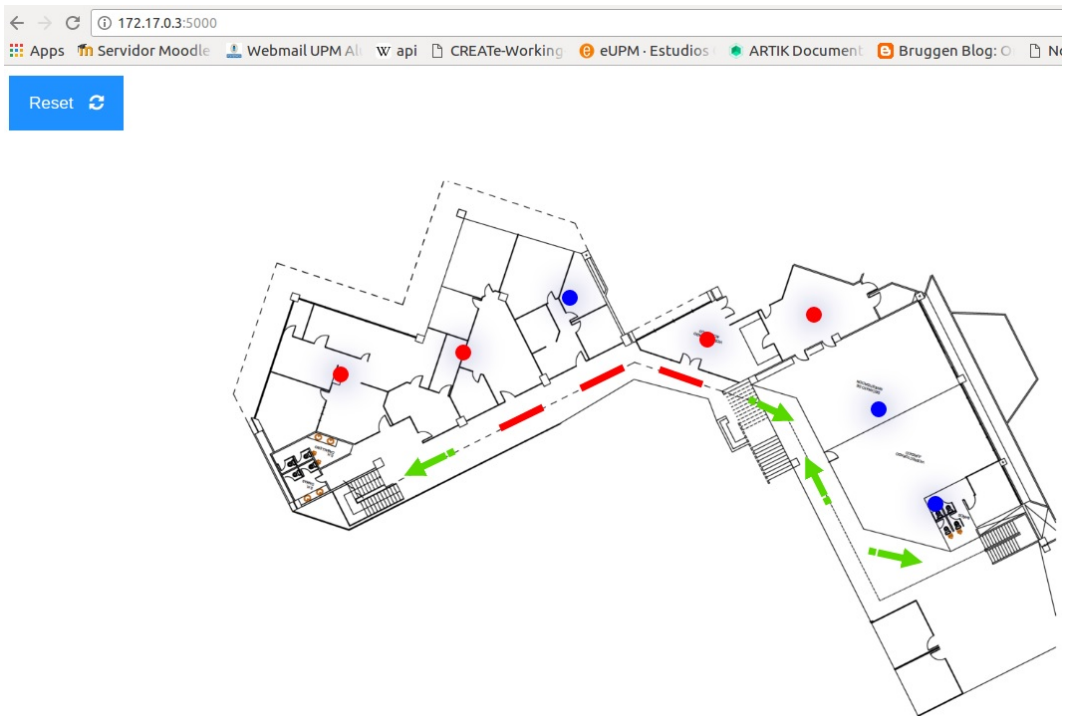 172.17.0.3:5000
Apps Servidor Moodle Webmail UPM Al api CREATe-Working eUPM · Estudios ARTIK Document Bruggen Blog: O No
Reset